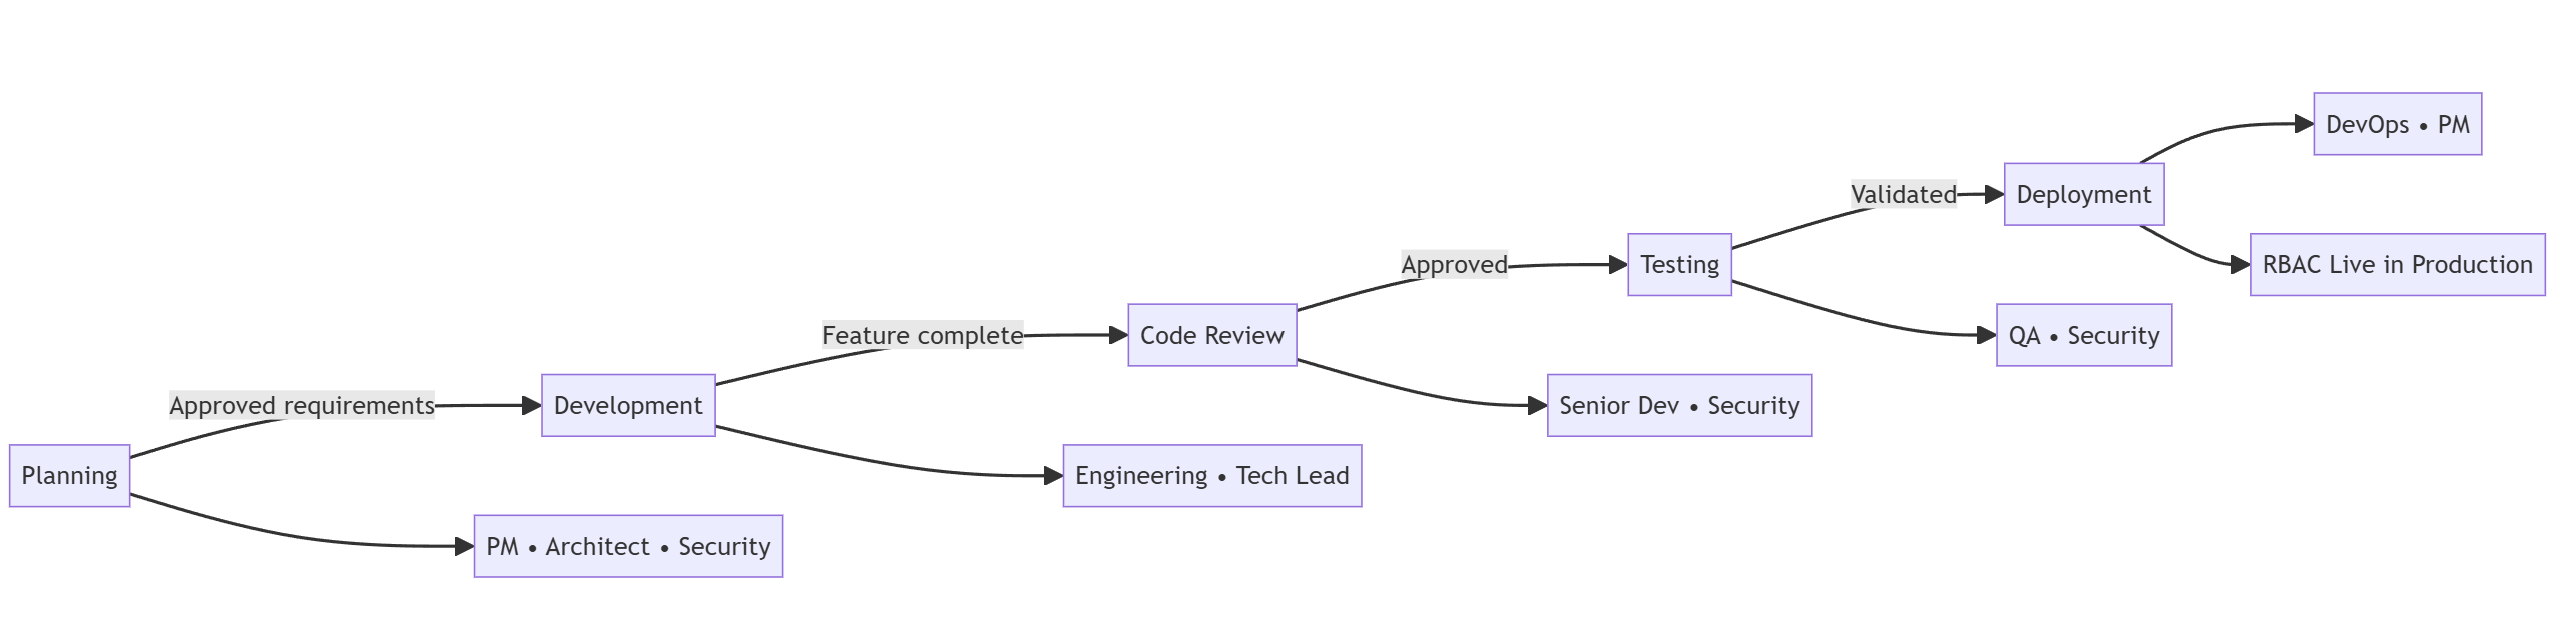 Planning
Approved requirements
PM • Architect • Security
Development
Feature complete
Engineering • Tech Lead
Code Review
Approved
Senior Dev • Security
Testing
Validated
QA • Security
Deployment
DevOps • PM
RBAC Live in Production